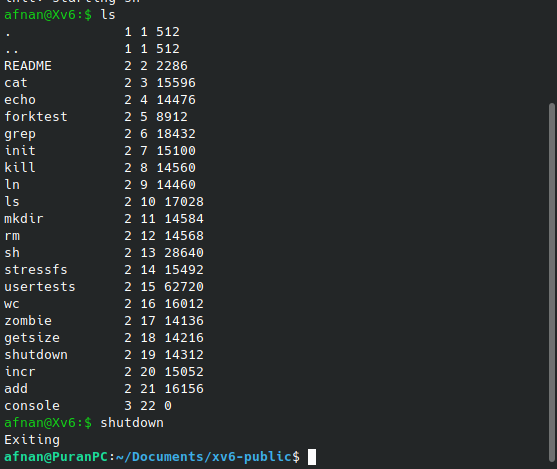 init: starting sh
afnan@Xv6:$ ls
. 1 1 512
.. 1 1 512
README 2 2 2286
cat 2 3 15596
echo 2 4 14476
forktest 2 5 8912
grep 2 6 18432
init 2 7 15100
kill 2 8 14560
ln 2 9 14460
ls 2 10 17028
mkdir 2 11 14584
rm 2 12 14568
sh 2 13 28640
stressfs 2 14 15492
usertests 2 15 62720
wc 2 16 16012
zombie 2 17 14136
getsize 2 18 14216
shutdown 2 19 14312
incr 2 20 15052
add 2 21 16156
console 3 22 0
afnan@Xv6:$ shutdown
Exiting
afnan@PuranPC:~/Documents/xv6-public$